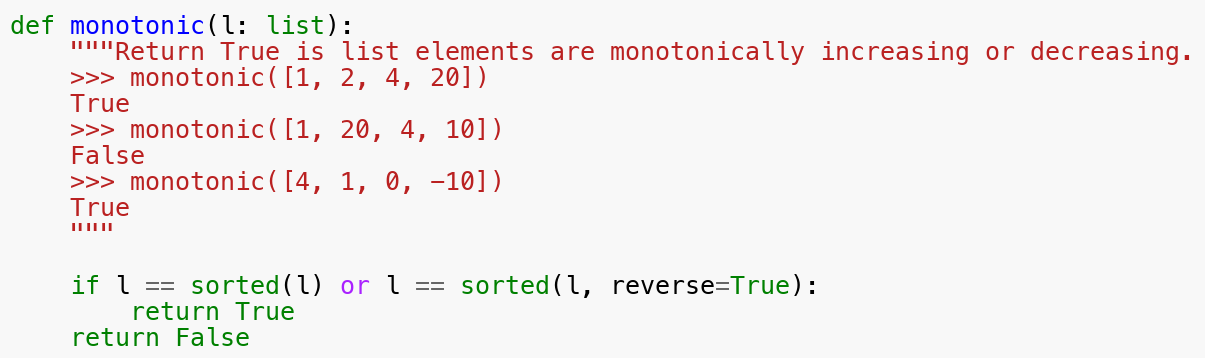 def monotonic(l: list):
    """Return True is list elements are monotonically increasing or decreasing.
    >>> monotonic([1, 2, 4, 20])
    True
    >>> monotonic([1, 20, 4, 10])
    False
    >>> monotonic([4, 1, 0, -10])
    True
    """

    if l == sorted(l) or l == sorted(l, reverse=True):
        return True
    return False